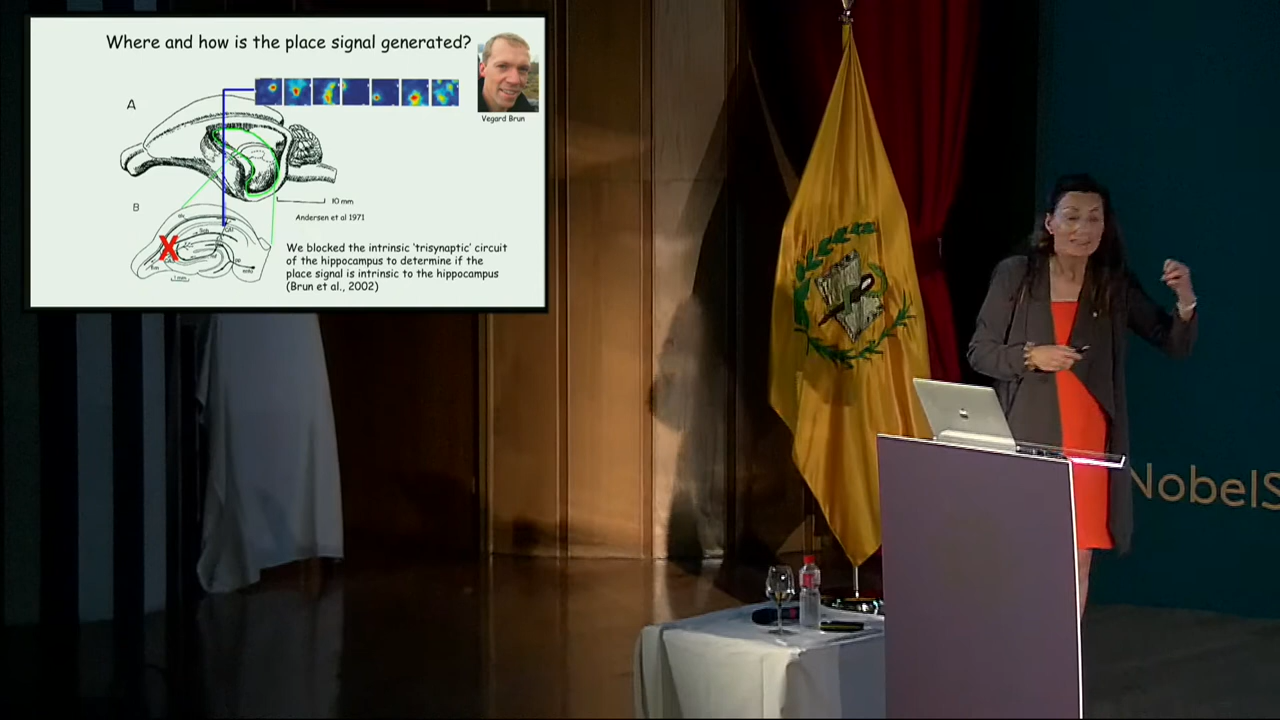 Where and how is the place signal generated?
Vegard Brun
A
10 mm
Andersen et al 1971
B
We blocked the intrinsic 'trisynaptic' circuit
of the hippocampus to determine if the
place signal is intrinsic to the hippocampus
(Brun et al., 2002)
X
1 mm
NobelS